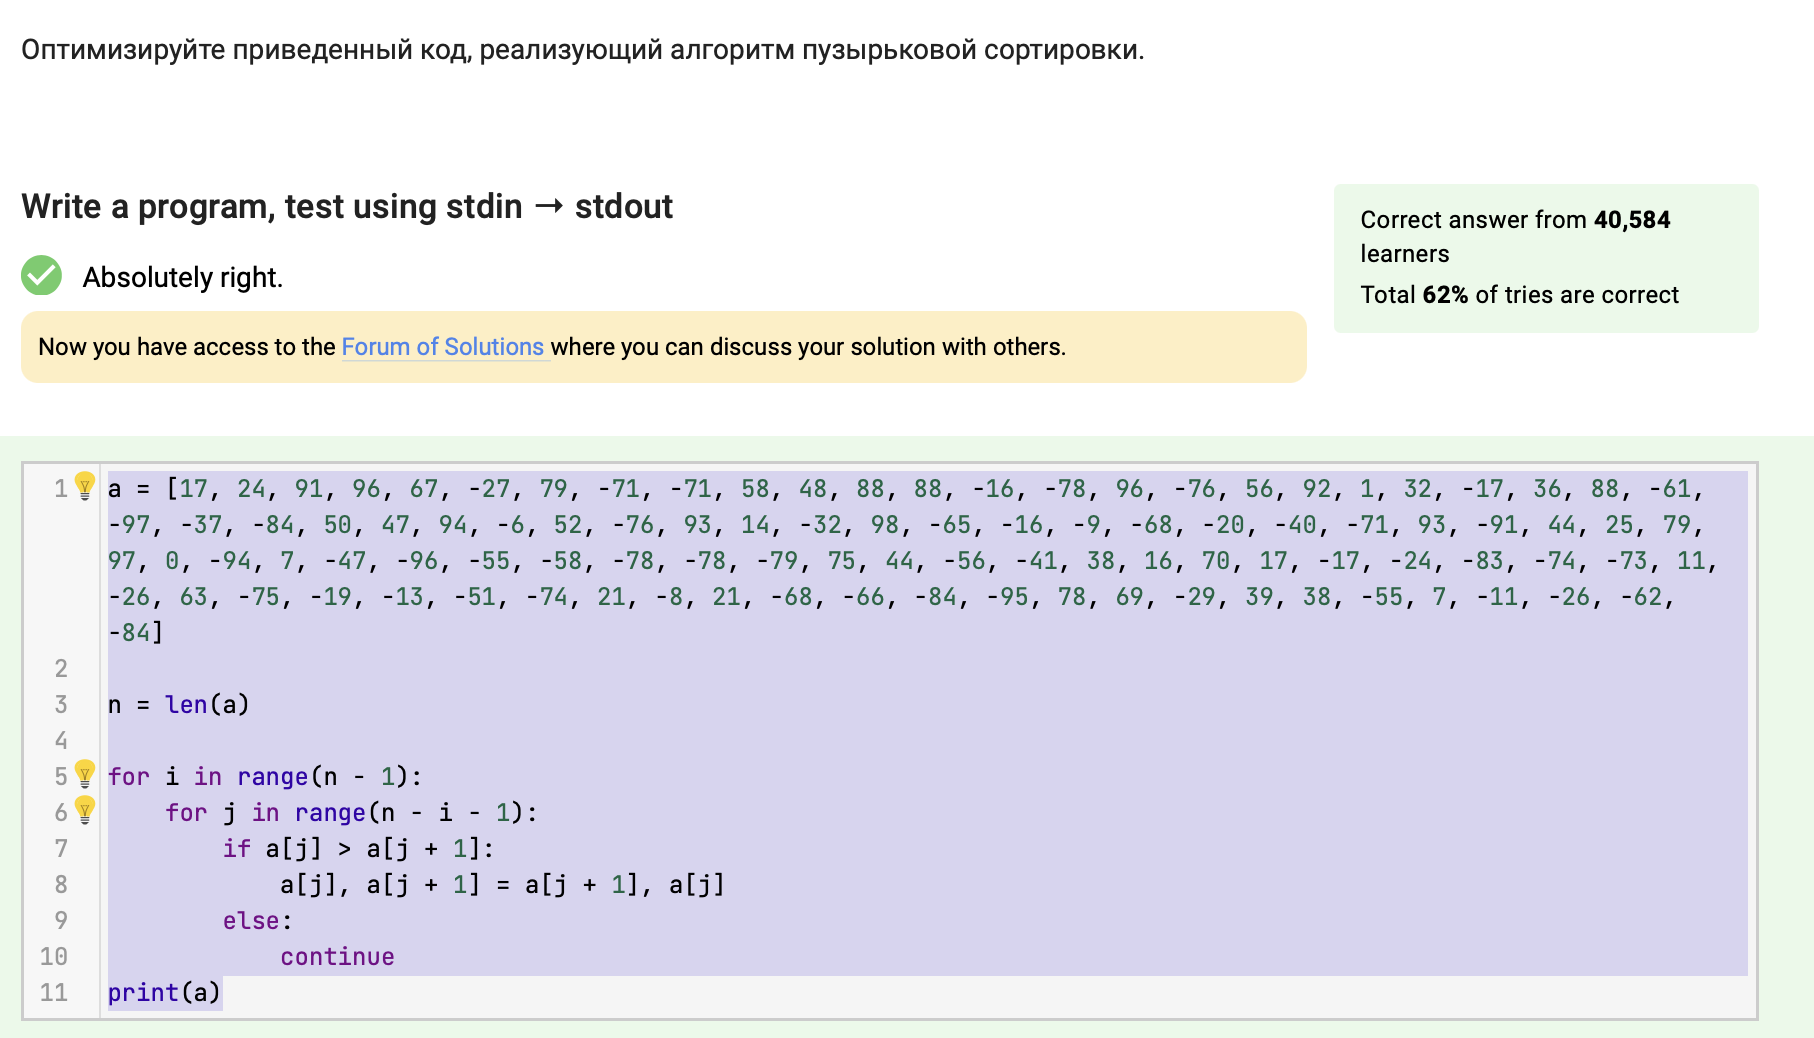 Оптимизируйте приведенный код, реализующий алгоритм пузырьковой сортировки.
Write a program, test using stdin → stdout
Absolutely right.
Now you have access to the Forum of Solutions where you can discuss your solution with others.
Correct answer from 40,584
learners
Total 62% of tries are correct
1 a = [17, 24, 91, 96, 67, -27, 79, -71, -71, 58, 48, 88, 88, -16, -78, 96, -76, 56, 92, 1, 32, -17, 36, 88, -61,
-97, -37, -84, 50, 47, 94, -6, 52, -76, 93, 14, -32, 98, -65, -16, -9, -68, -20, -40, -71, 93, -91, 44, 25, 79,
97, 0, -94, 7, -47, -96, -55, -58, -78, -78, -79, 75, 44, -56, -41, 38, 16, 70, 17, -17, -24, -83, -74, -73, 11,
-26, 63, -75, -19, -13, -51, -74, 21, -8, 21, -68, -66, -84, -95, 78, 69, -29, 39, 38, -55, 7, -11, -26, -62,
-84]
2
3 n = len(a)
4
5 for i in range(n - 1):
6     for j in range(n - i - 1):
7         if a[j] > a[j + 1]:
8             a[j], a[j + 1] = a[j + 1], a[j]
9         else:
10             continue
11 print(a)